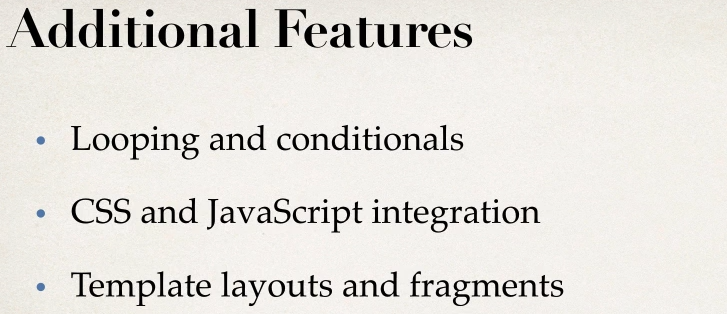 Additional Features
• Looping and conditionals
• CSS and JavaScript integration
• Template layouts and fragments